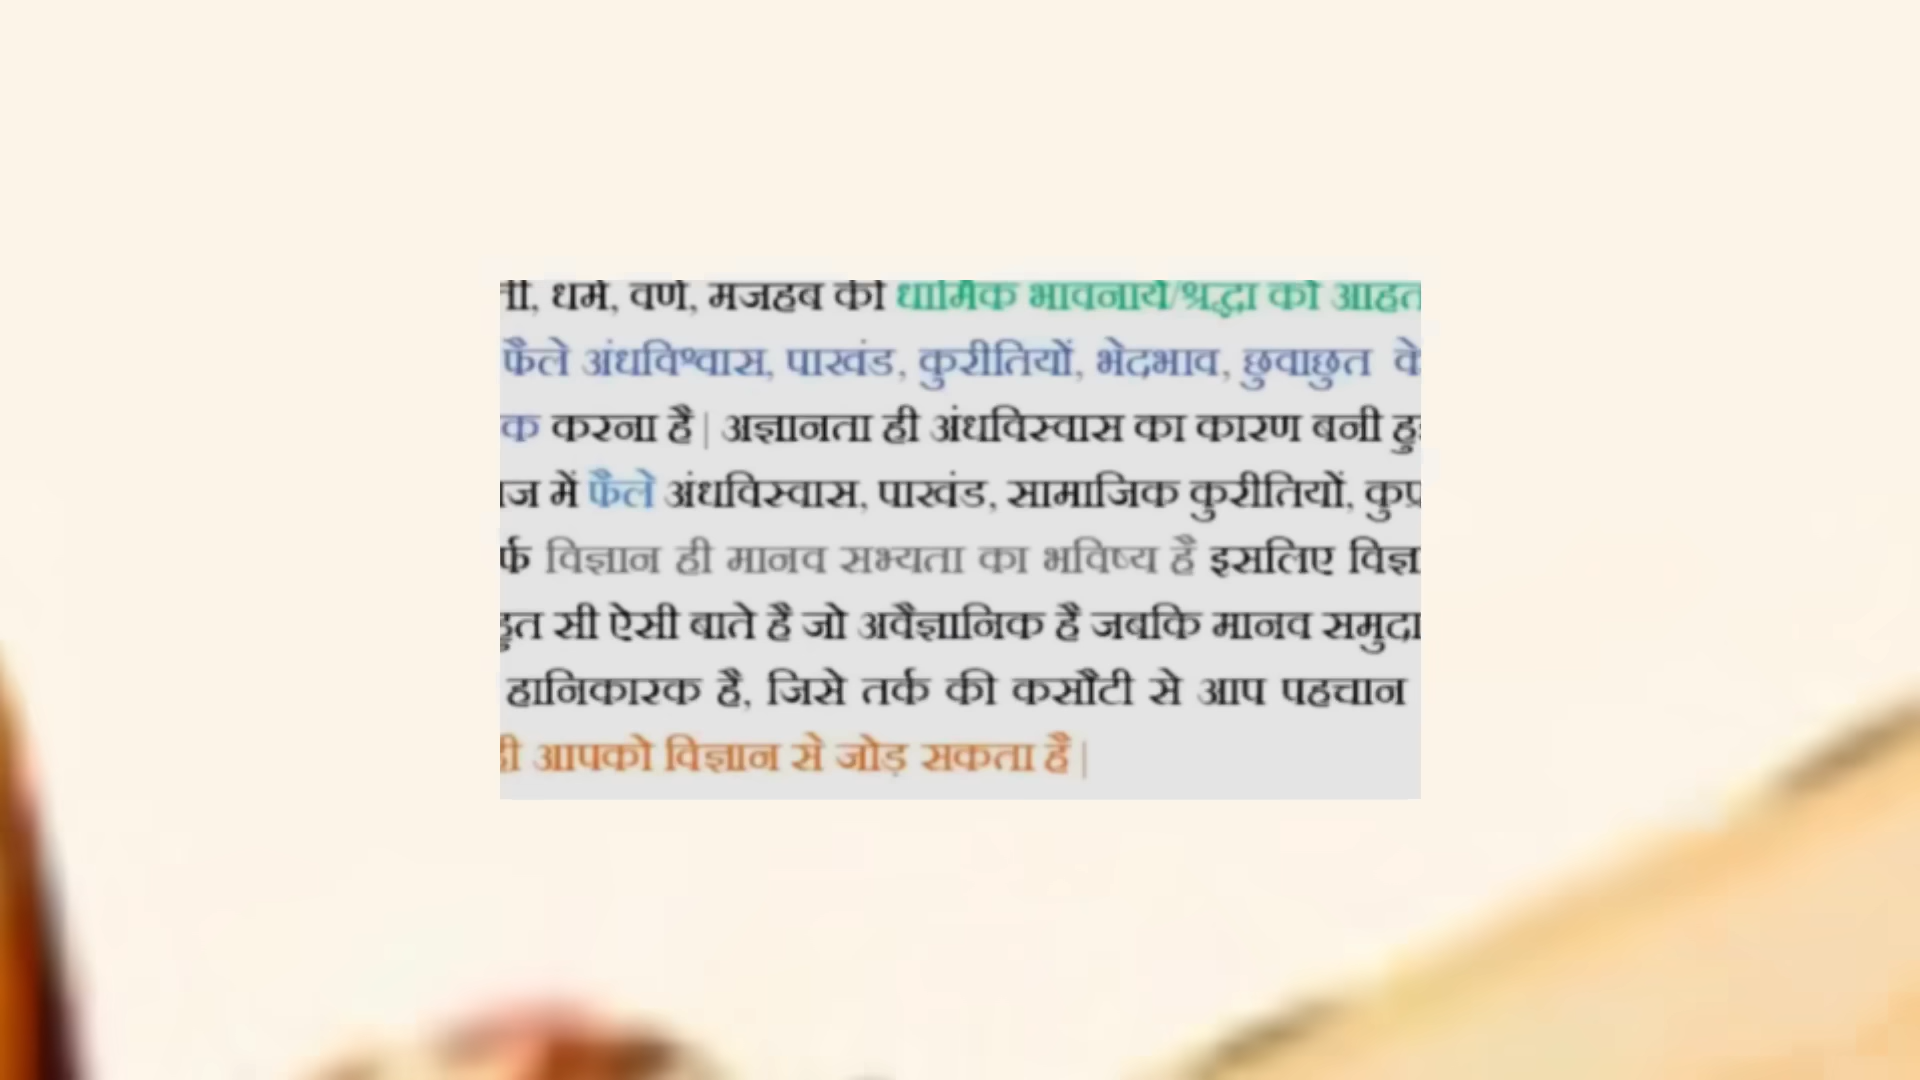 धर्म, वर्ण, मजहब की धार्मिक भावनायें/श्रद्धा को आहत
फैले अंधविश्वास, पाखंड, कुरीतियों, भेदभाव, छुवाछुत
करना है | अज्ञानता ही अंधविस्वास का कारण बनी
में फैले अंधविस्वास, पाखंड, सामाजिक कुरीतियों,
विज्ञान ही मानव सभ्यता का भविष्य है इसलिए
सी ऐसी बाते है जो अवैज्ञानिक है जबकि मानव
हानिकारक है, जिसे तर्क की कसौटी से आप पहचान
आपको विज्ञान से जोड़ सकता है |